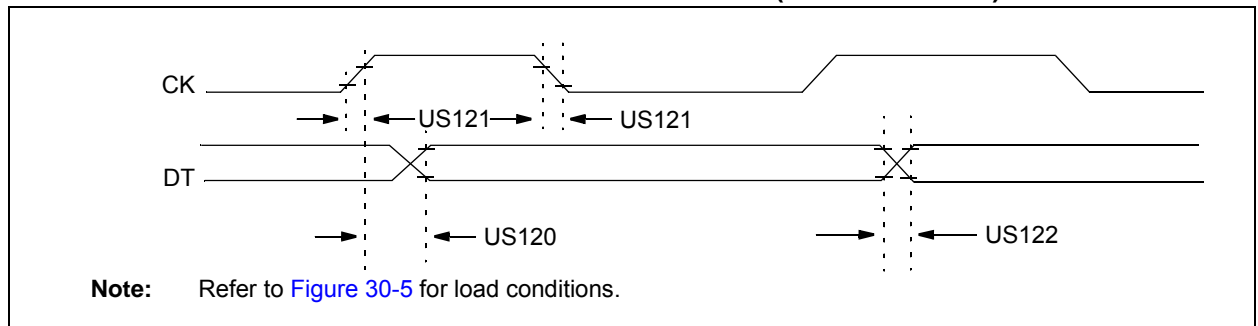 CK
US121
US121
DT
US120
US122
Note: Refer to Figure 30-5 for load conditions.